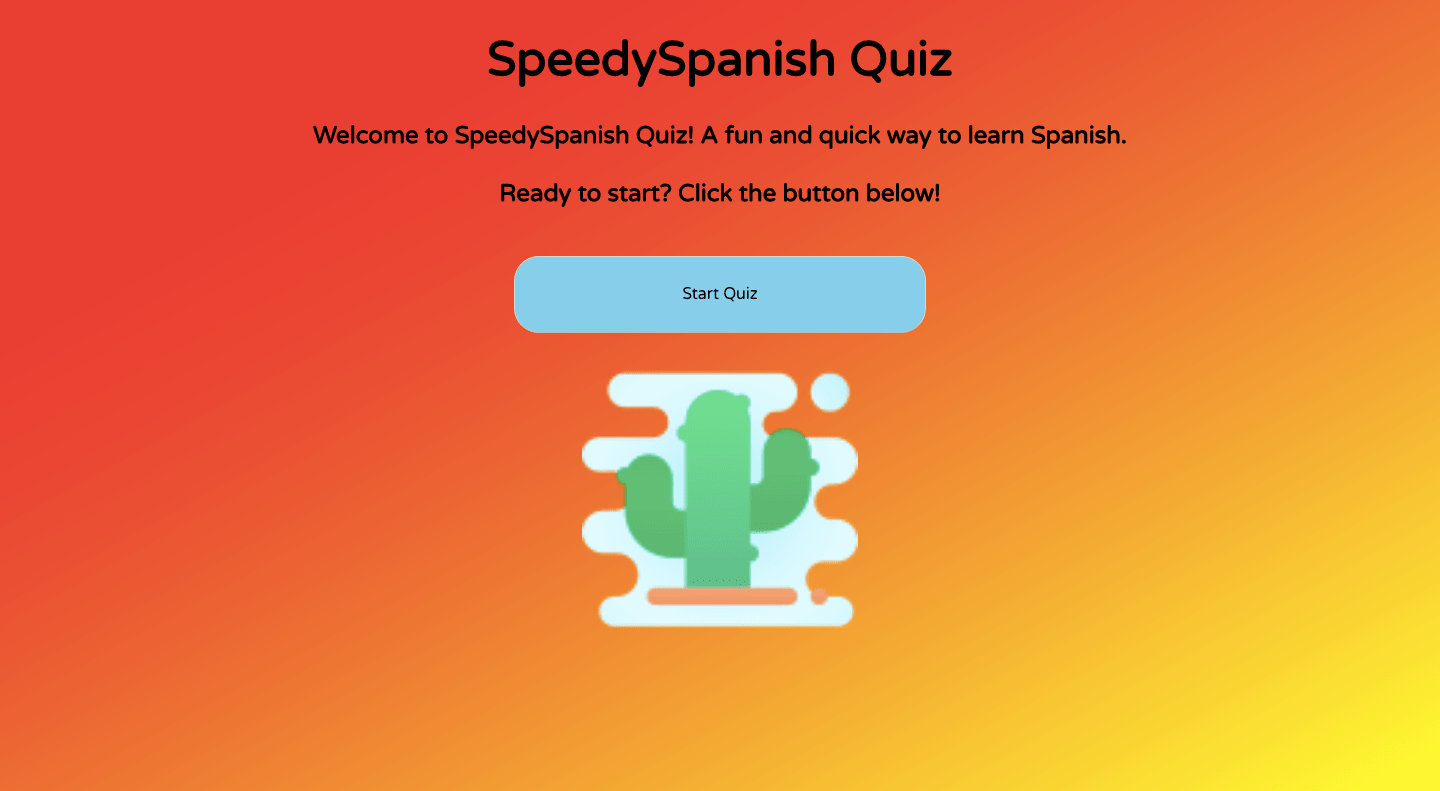 SpeedySpanish Quiz
Welcome to SpeedySpanish Quiz! A fun and quick way to learn Spanish.
Ready to start? Click the button below!
Start Quiz